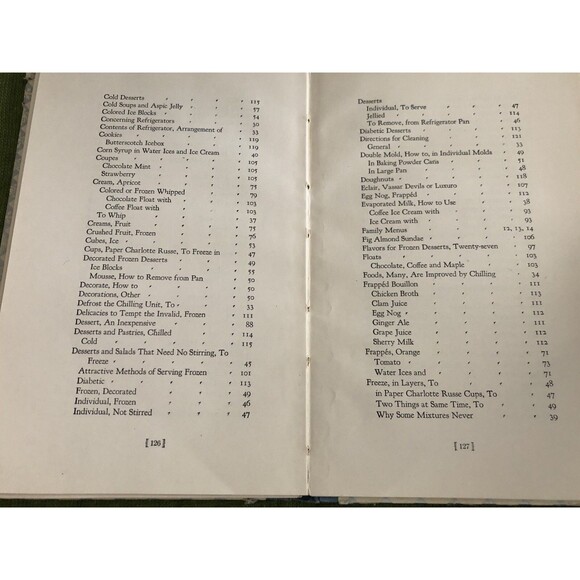 Cold Desserts " " " " 115
Cold Soups and Aspic Jelly " " " 57
Colored Ice Blocks " " " " 54
Concerning Refrigerators " " " 11
Contents of Refrigerator, Arrangement of " 33
Cookies " " " " " 119
Butterscotch Icebox " " " 119
Corn Syrup in Water Ices and Ice Cream " 40
Coupes " " " " " 105
Chocolate Mint " " " " 105
Strawberry " " " " 105
Cream, Apricot " " " " 75
Colored or Frozen Whipped " " 79
Chocolate Float with " " " 103
Coffee Float with " " " 103
To Whip " " " " 37
Creams, Fruit " " " " 75
Crushed Fruit, Frozen " " " 76
Cubes, Ice " " " " " 53
Cups, Paper Charlotte Russe, To Freeze in " 47
Decorated Frozen Desserts " " " 49
Ice Blocks " " " " 55
Mousse, How to Remove from Pan " " 50
Decorate, How to " " " " 50
Decorations, Other " " " " 50
Defrost the Chilling Unit, To " " " 33
Delicacies to Tempt the Invalid, Frozen " 111
Dessert, An Inexpensive " " " 88
Desserts and Pastries, Chilled " " " 114
Cold " " " " " 115
Desserts and Salads That Need No Stirring, To
Freeze " " " " " 45
Attractive Methods of Serving Frozen " 101
Diabetic " " " " " 113
Frozen, Decorated " " " 49
Individual, Frozen " " " 46
Individual, Not Stirred " " " 47
⟦ 126 ⟧
Desserts
Individual, To Serve " " " 47
Jellied " " " " " 114
To Remove, from Refrigerator Pan " " 46
Diabetic Desserts " " " " 113
Directions for Cleaning " " " 121
General " " " " " 33
Double Mold, How to, in Individual Molds " 49
In Baking Powder Cans " " " 51
In Large Pan " " " " 48
Doughnuts " " " " " 118
Eclair, Vassar Devils or Luxuro " " 107
Egg Nog, Frappéd " " " " 112
Evaporated Milk, How to Use " " " 38
Coffee Ice Cream with " " " 93
Ice Cream with " " " " 93
Family Menus " " " 12, 13, 14
Fig Almond Sundae " " " " 106
Flavors for Frozen Desserts, Twenty-seven " 97
Floats " " " " " 103
Chocolate, Coffee and Maple " " 103
Foods, Many, Are Improved by Chilling " 34
Frappéd Bouillon " " " " 111
Chicken Broth " " " " 113
Clam Juice " " " " 111
Egg Nog " " " " " 112
Ginger Ale " " " " 111
Grape Juice " " " " 112
Sherry Milk " " " " 111
Frappés, Orange " " " " 71
Tomato " " " " " 73
Water Ices and " " " " 71
Freeze, in Layers, To " " " 48
in Paper Charlotte Russe Cups, To " 47
Two Things at Same Time, To " " 49
Why Some Mixtures Never " " 39
⟦ 127 ⟧